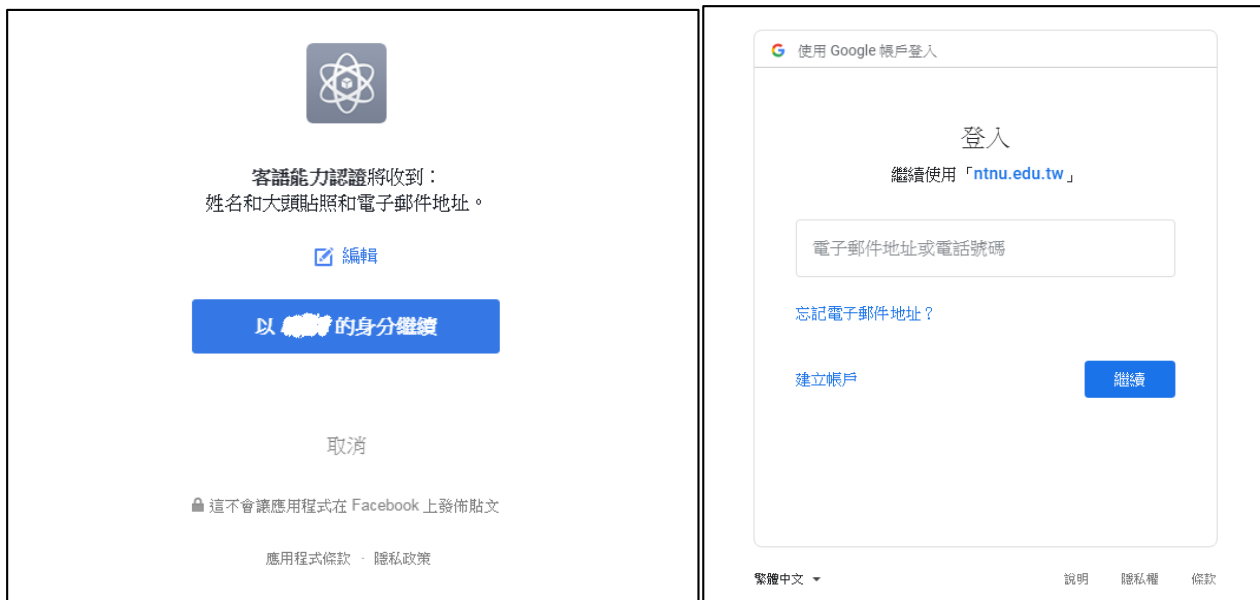 客語能力認證將收到：
姓名和大頭貼照和電子郵件地址。
編輯
以 的身分繼續
取消
這不會讓應用程式在 Facebook 上發佈貼文
應用程式條款 · 隱私政策
使用 Google 帳戶登入
登入
繼續使用「ntnu.edu.tw」
電子郵件地址或電話號碼
忘記電子郵件地址？
建立帳戶
繼續
繁體中文
說明 隱私權 條款